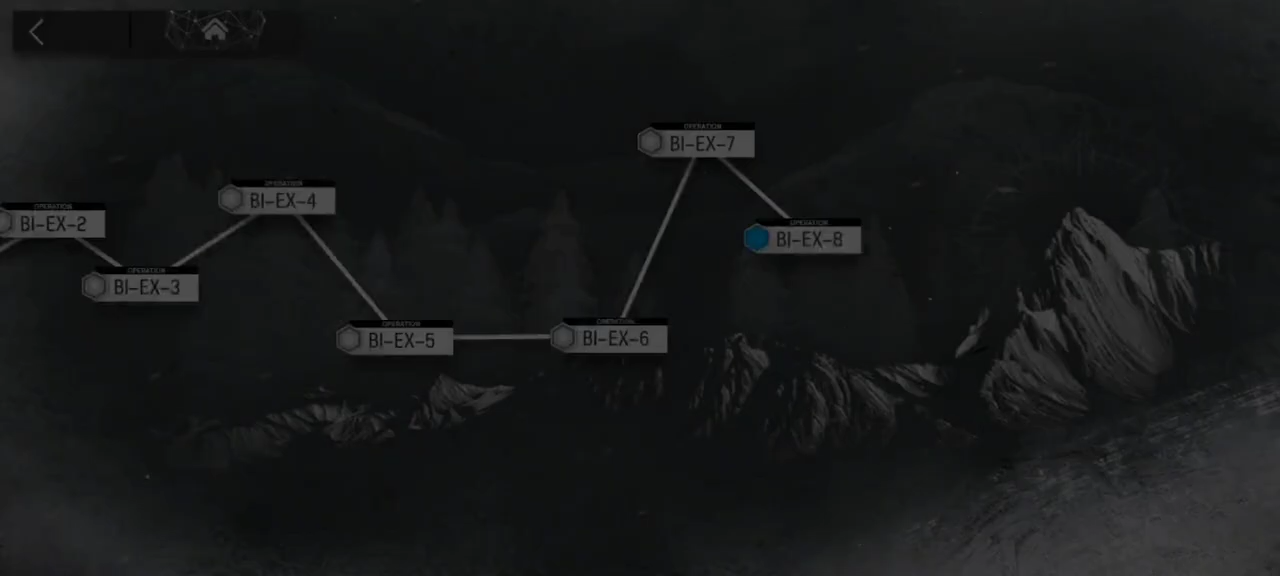 OPERATION
BI-EX-7
OPERATION
BI-EX-4
OPERATION
BI-EX-2
OPERATION
BI-EX-8
OPERATION
BI-EX-3
OPERATION
BI-EX-5
OPERATION
BI-EX-6